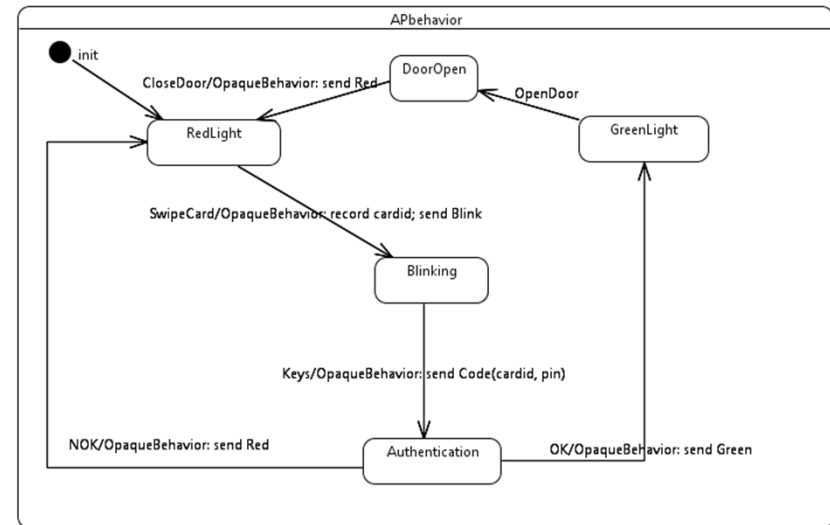 APbehavior
init
DoorOpen
CloseDoor/OpaqueBehavior: send Red
OpenDoor
RedLight
GreenLight
SwipeCard/OpaqueBehavior: record cardid; send Blink
Blinking
Keys/OpaqueBehavior: send Code(cardid, pin)
NOK/OpaqueBehavior: send Red
Authentication
OK/OpaqueBehavior: send Green